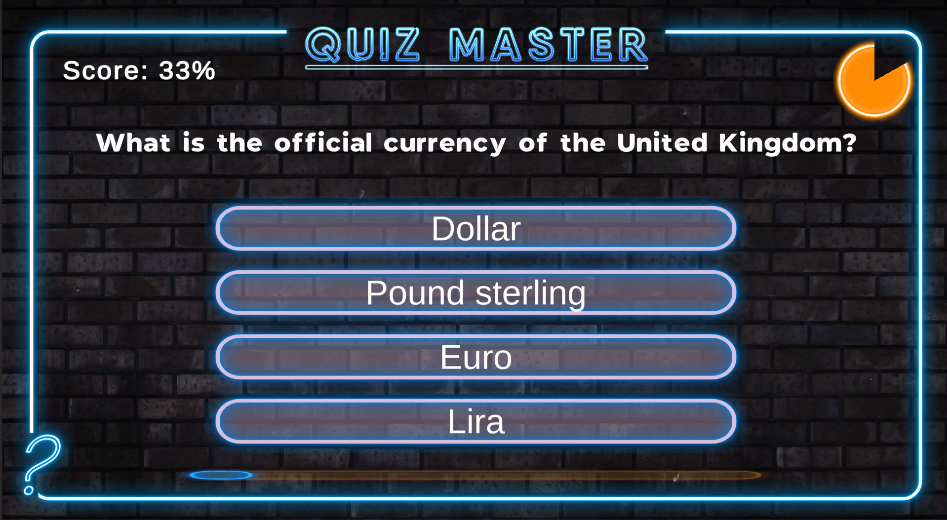 QUIZ MASTER
Score: 33%
What is the official currency of the United Kingdom?
Dollar
Pound sterling
Euro
Lira
?